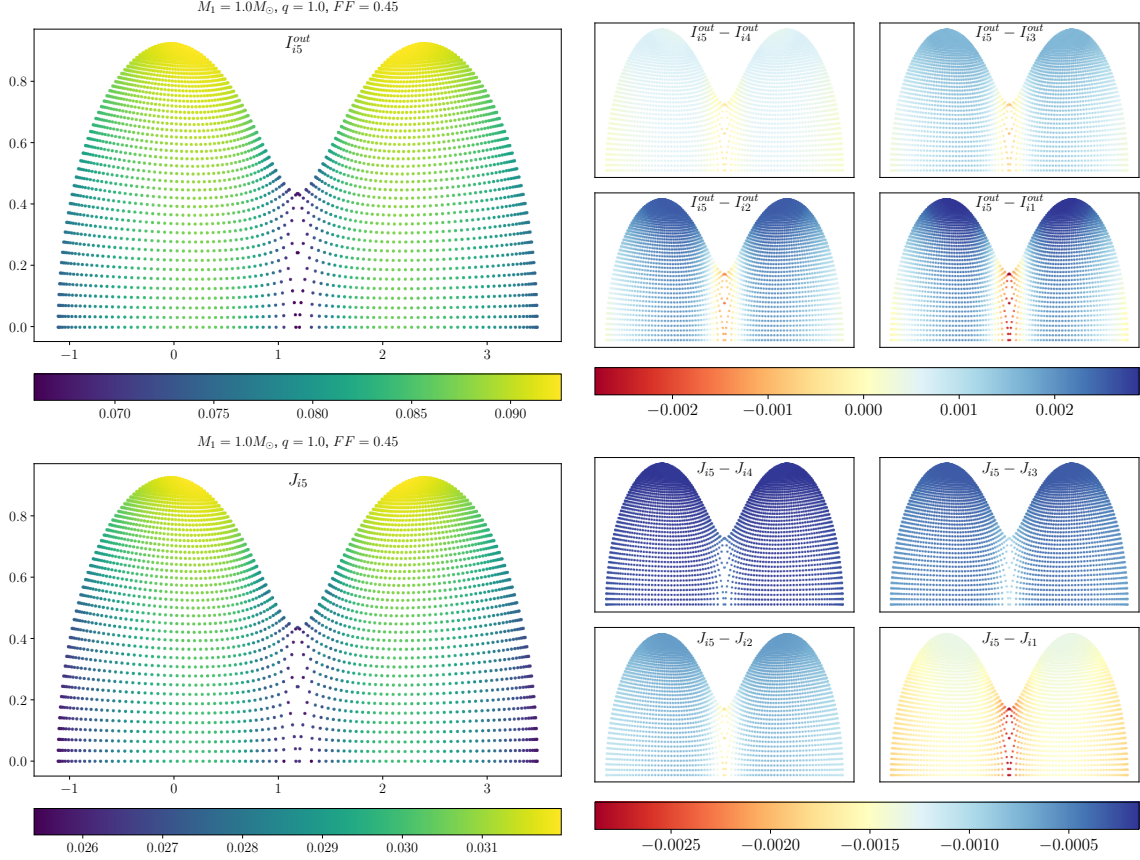 M₁ = 1.0M⊙, q = 1.0, FF = 0.45
I_{i5}^{out}
0.8
0.6
0.4
0.2
0.0
−1 0 1 2 3
0.070 0.075 0.080 0.085 0.090
I_{i5}^{out} − I_{i4}^{out}
I_{i5}^{out} − I_{i3}^{out}
I_{i5}^{out} − I_{i2}^{out}
I_{i5}^{out} − I_{i1}^{out}
−0.002 −0.001 0.000 0.001 0.002
M₁ = 1.0M⊙, q = 1.0, FF = 0.45
J_{i5}
0.8
0.6
0.4
0.2
0.0
−1 0 1 2 3
0.026 0.027 0.028 0.029 0.030 0.031
J_{i5} − J_{i4}
J_{i5} − J_{i3}
J_{i5} − J_{i2}
J_{i5} − J_{i1}
−0.0025 −0.0020 −0.0015 −0.0010 −0.0005